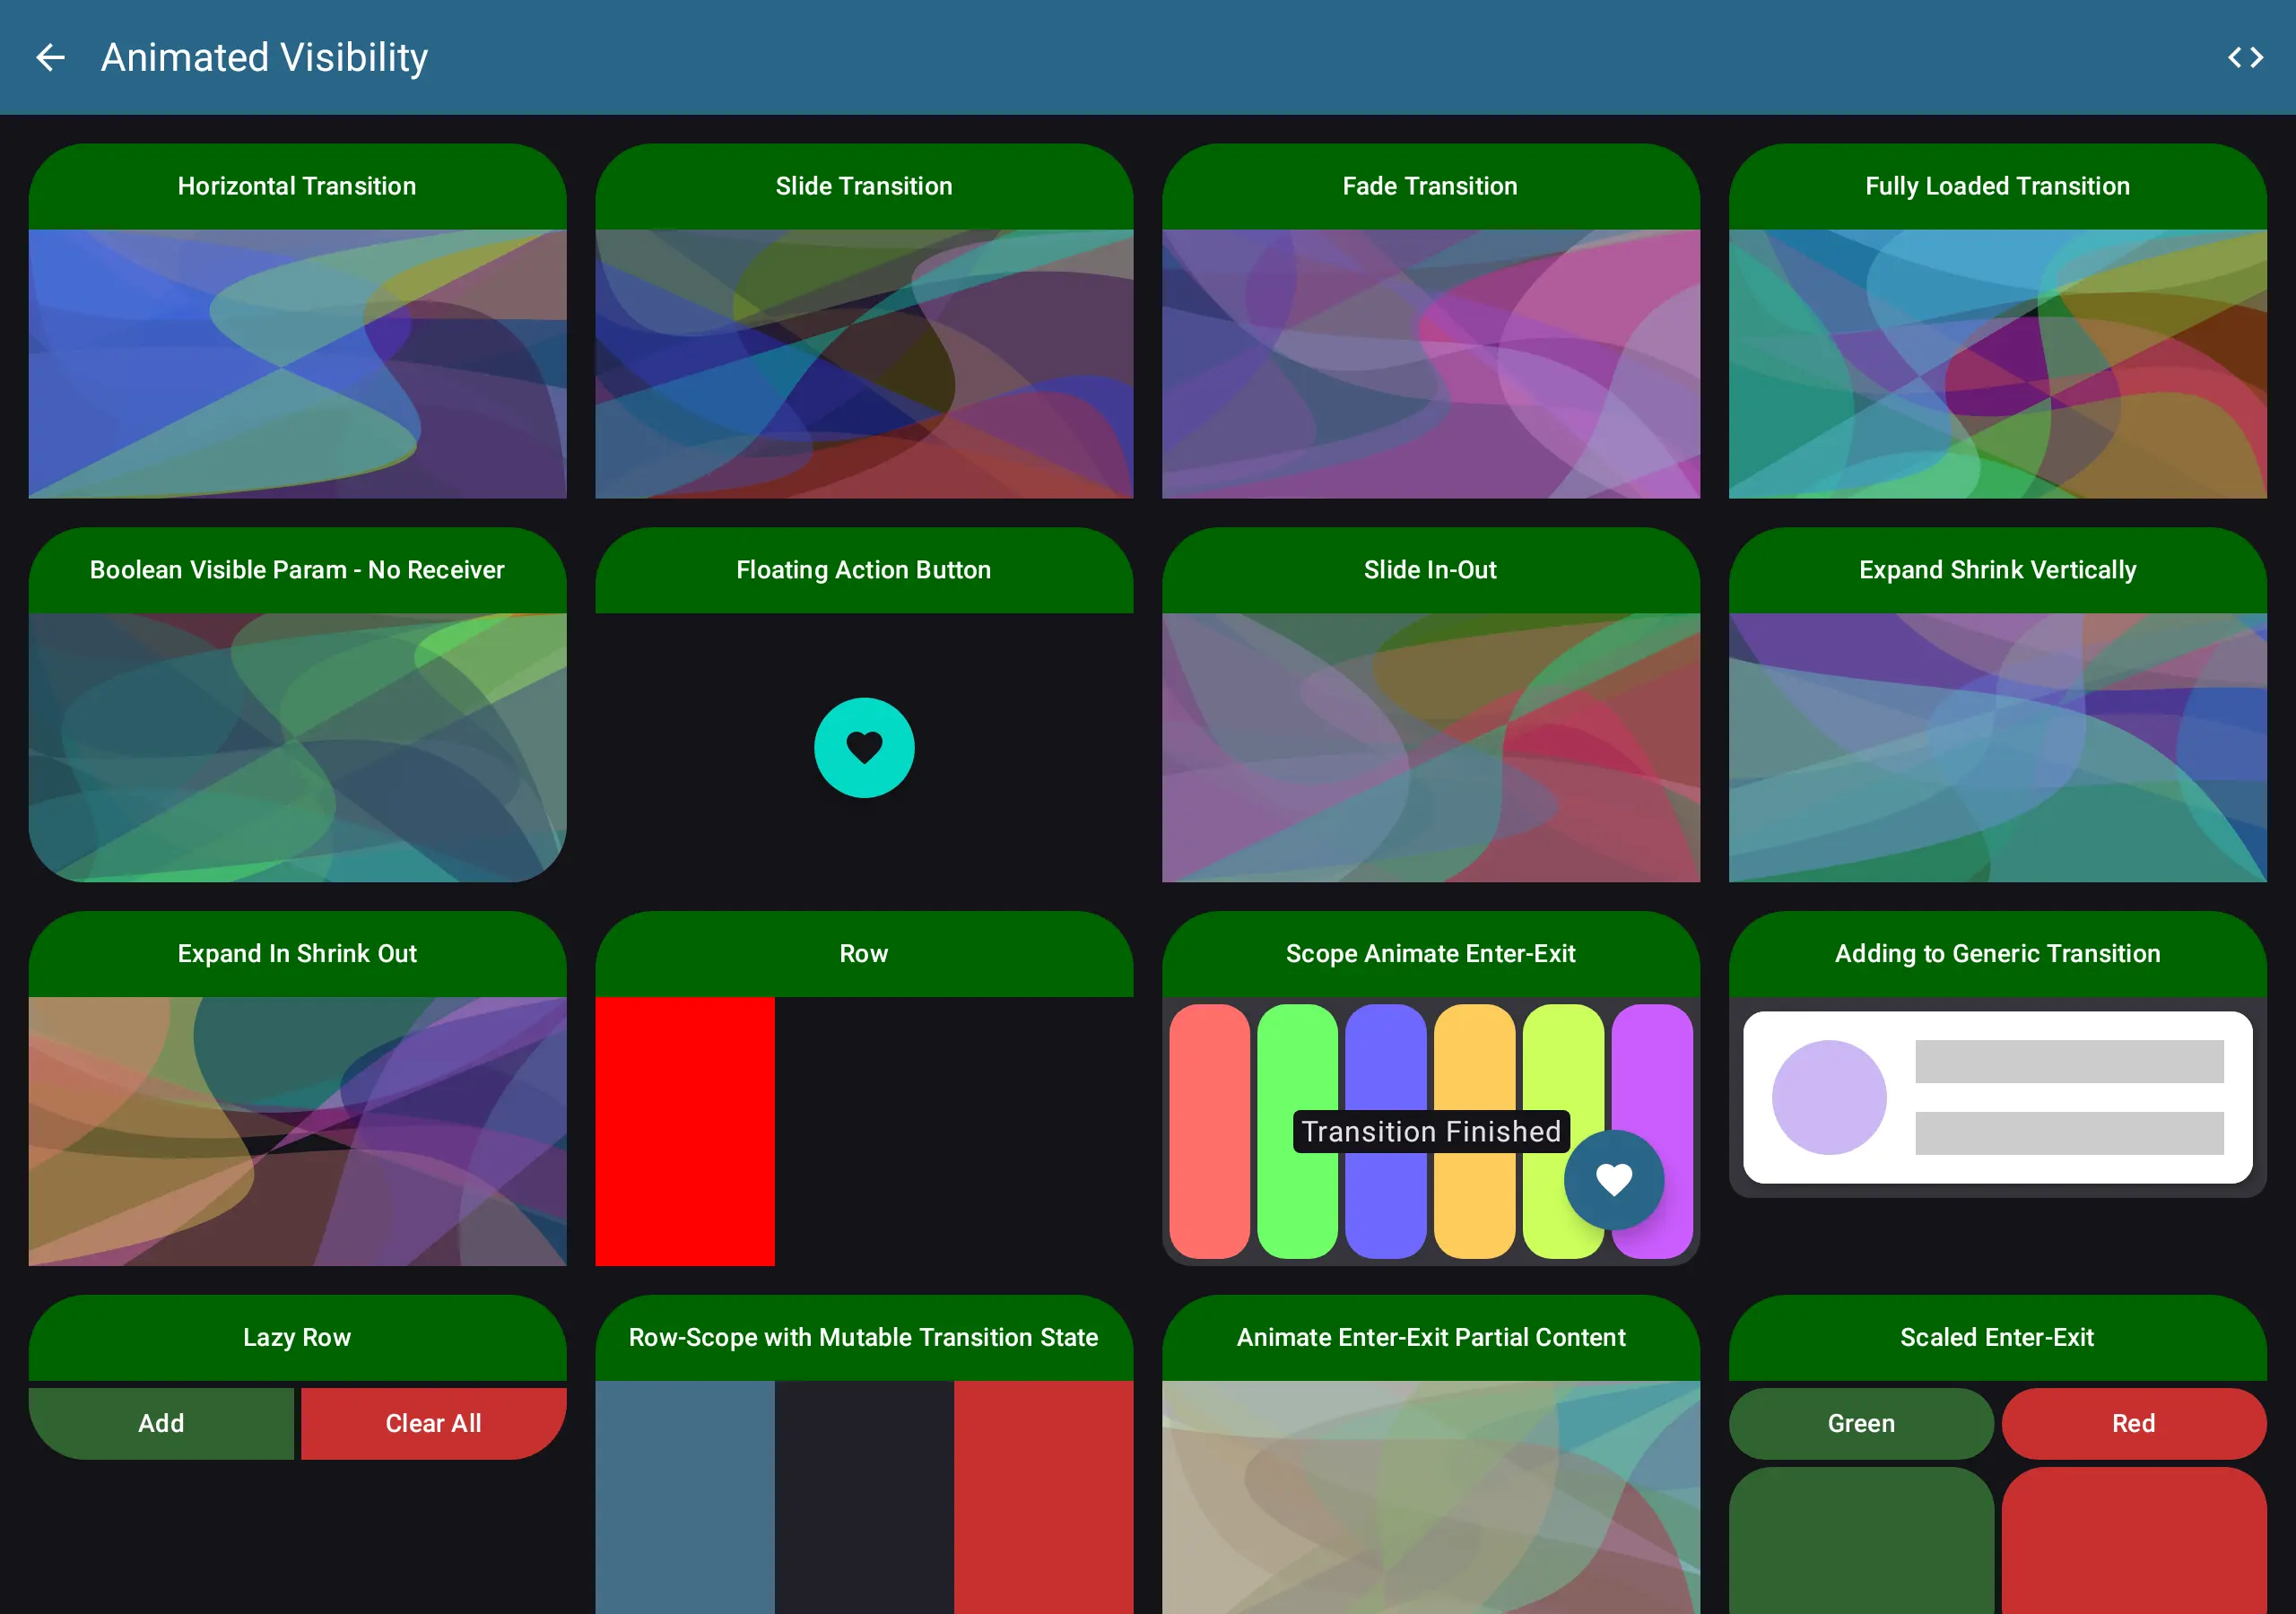 Animated Visibility
Horizontal Transition
Slide Transition
Fade Transition
Fully Loaded Transition
Boolean Visible Param - No Receiver
Floating Action Button
Slide In-Out
Expand Shrink Vertically
Expand In Shrink Out
Row
Scope Animate Enter-Exit
Adding to Generic Transition
Transition Finished
Lazy Row
Row-Scope with Mutable Transition State
Animate Enter-Exit Partial Content
Scaled Enter-Exit
Add
Clear All
Green
Red